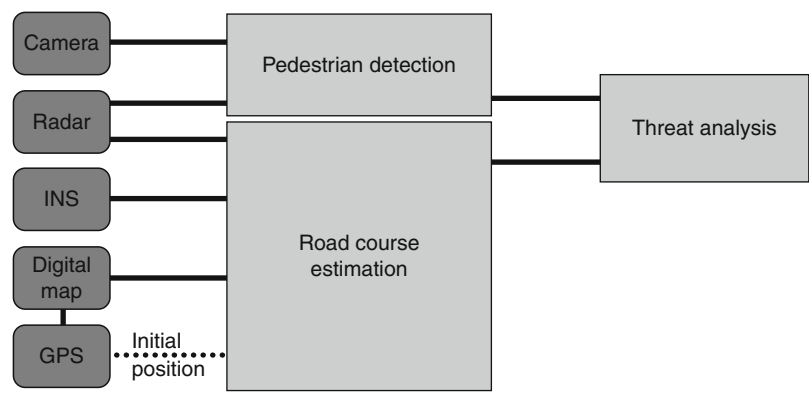 Camera
Pedestrian detection
Radar
Threat analysis
INS
Road course
estimation
Digital
map
Initial
position
GPS